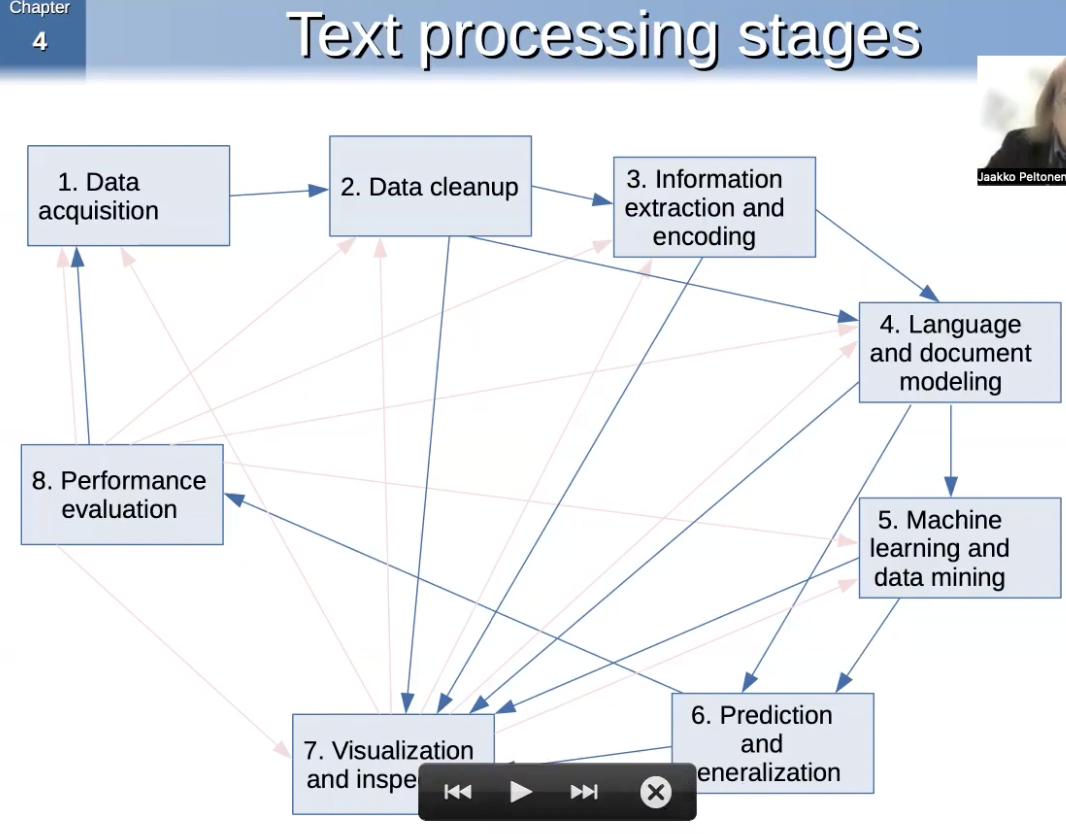 Chapter
4
Text processing stages
Jaakko Peltonen
1. Data
acquisition
2. Data cleanup
3. Information
extraction and
encoding
4. Language
and document
modeling
8. Performance
evaluation
5. Machine
learning and
data mining
6. Prediction
and
eneralization
7. Visualization
and inspe